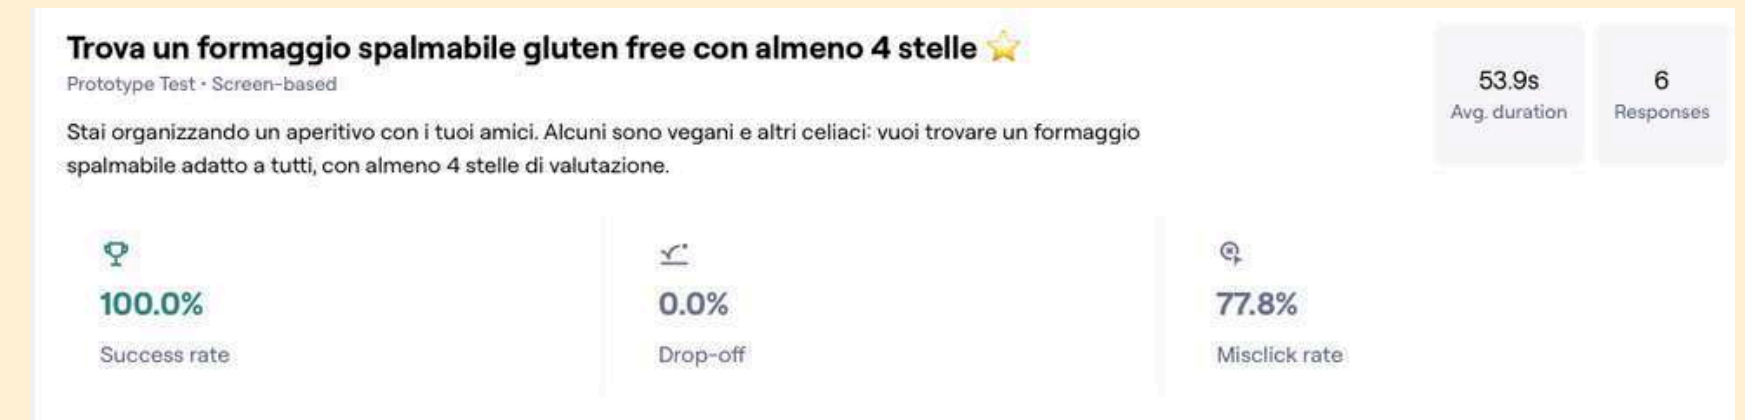 Trova un formaggio spalmabile gluten free con almeno 4 stelle ⭐
Prototype Test • Screen-based
Stai organizzando un aperitivo con i tuoi amici. Alcuni sono vegani e altri celiaci: vuoi trovare un formaggio
spalmabile adatto a tutti, con almeno 4 stelle di valutazione.
53.9s
Avg. duration
6
Responses
100.0%
Success rate
0.0%
Drop-off
77.8%
Misclick rate